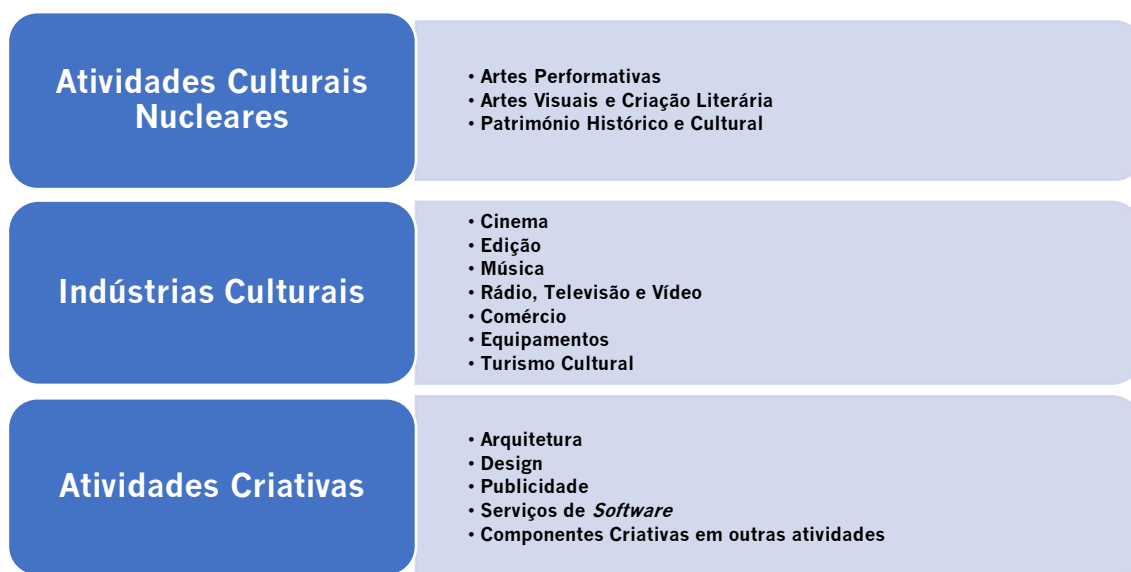 Atividades Culturais
Nucleares
• Artes Performativas
• Artes Visuais e Criação Literária
• Património Histórico e Cultural
Indústrias Culturais
• Cinema
• Edição
• Música
• Rádio, Televisão e Vídeo
• Comércio
• Equipamentos
• Turismo Cultural
Atividades Criativas
• Arquitetura
• Design
• Publicidade
• Serviços de Software
• Componentes Criativas em outras atividades